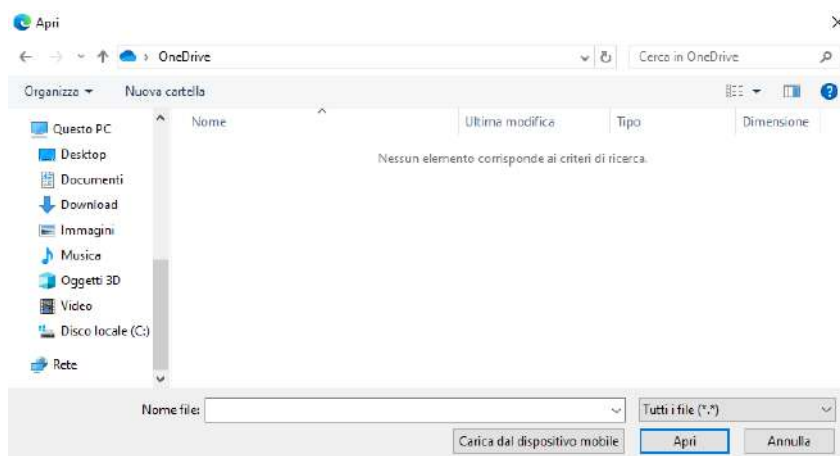 Apri
OneDrive
Cerca in OneDrive
Organizza
Nuova cartella
Nome
Ultima modifica
Tipo
Dimensione
Nessun elemento corrisponde ai criteri di ricerca.
Questo PC
Desktop
Documenti
Download
Immagini
Musica
Oggetti 3D
Video
Disco locale (C:)
Rete
Nome file:
Tutti i file (*.*)
Carica dal dispositivo mobile
Apri
Annulla